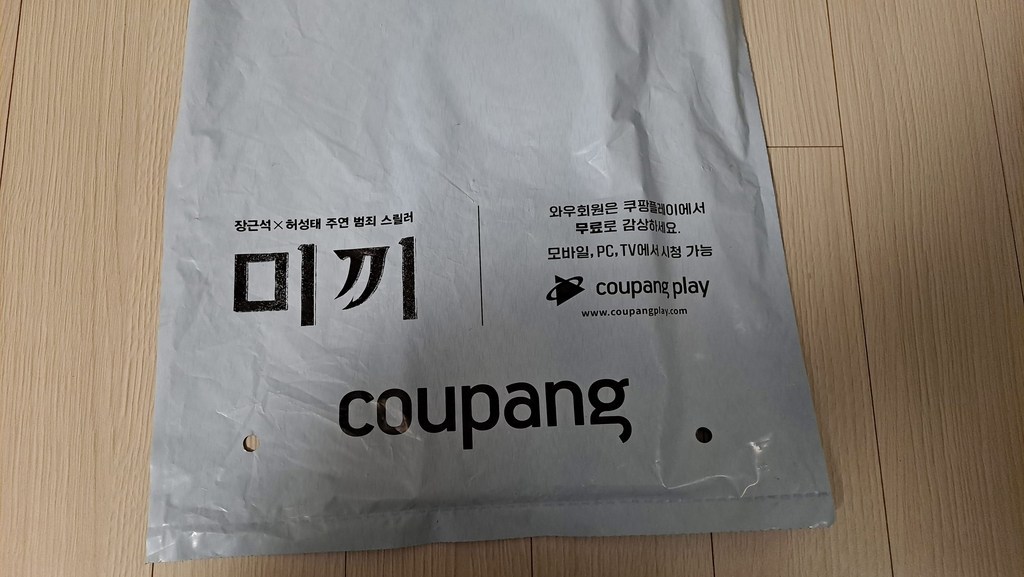 장근석×허성태 주연 범죄 스릴러
미끼
와우회원은 쿠팡플레이에서
무료로 감상하세요.
모바일, PC, TV에서 시청 가능
coupang play
www.coupangplay.com
coupang